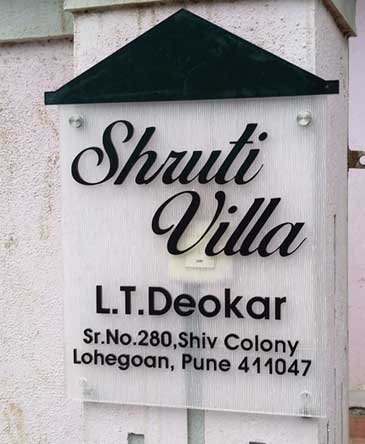 Shruti
Villa
L.T.Deokar
Sr.No.280,Shiv Colony
Lohegoan, Pune 411047